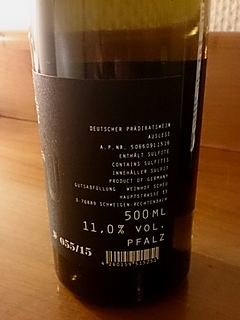 DEUTSCHER PRÄDIKATSWEIN
AUSLESE
A.P.NR. 50660911526
ENTHÄLT SULFITE
CONTAINS SULFITES
INNEHÅLLER SULFIT
PRODUCT OF GERMANY
GUTSABFÜLLUNG WEINHOF SCHEU
HAUPTSTRASSE 33
D-76889 SCHWEIGEN-RECHTENBACH
500ML
11,0% VOL.
PFALZ
055/15